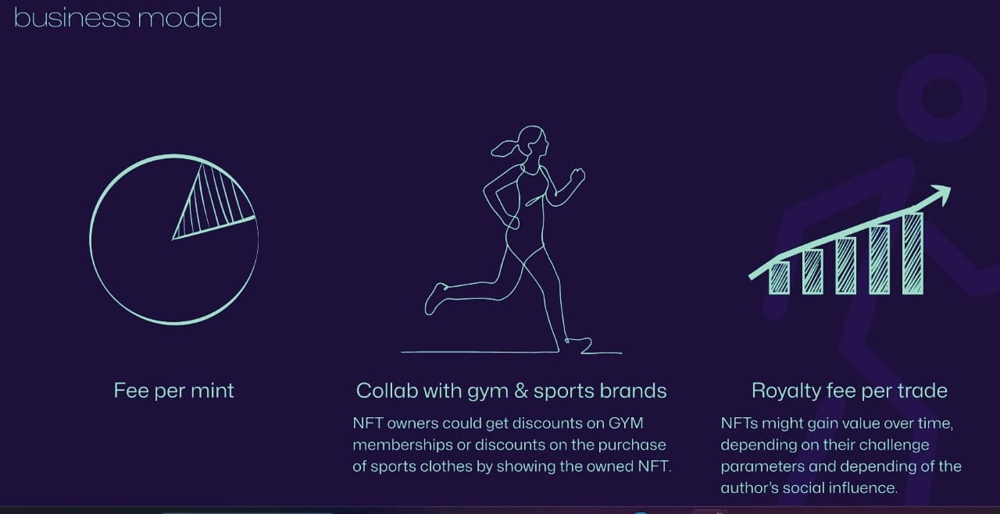 business model
Fee per mint
Collab with gym & sports brands
NFT owners could get discounts on GYM
memberships or discounts on the purchase
of sports clothes by showing the owned NFT.
Royalty fee per trade
NFTs might gain value over time,
depending on their challenge
parameters and depending of the
author's social influence.